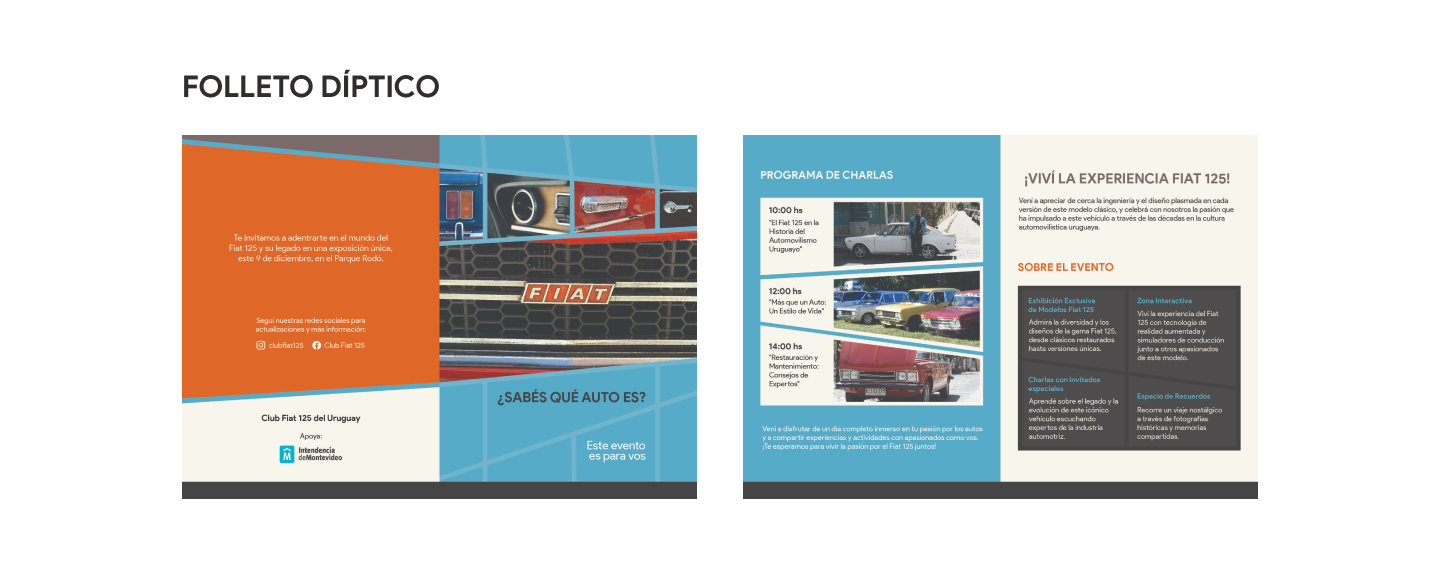 FOLLETO DÍPTICO
Te invitamos a adentrarte en el mundo del
Fiat 125 y su legado en una exposición única,
este 9 de diciembre, en el Parque Rodó.
Seguí nuestras redes sociales para
actualizaciones y más información:
clubfiat125 Club Fiat 125
Club Fiat 125 del Uruguay
Apoya:
Intendencia
deMontevideo
FIAT
¿SABÉS QUÉ AUTO ES?
Este evento
es para vos
PROGRAMA DE CHARLAS
10:00 hs
"El Fiat 125 en la
Historia del
Automovilismo
Uruguayo"
12:00 hs
"Más que un Auto:
Un Estilo de Vida"
14:00 hs
"Restauración y
Mantenimiento:
Consejos de
Expertos"
Vení a disfrutar de un día completo inmerso en tu pasión por los autos
y a compartir experiencias y actividades con apasionados como vos.
¡Te esperamos para vivir la pasión por el Fiat 125 juntos!
¡VIVÍ LA EXPERIENCIA FIAT 125!
Vení a apreciar de cerca la ingeniería y el diseño plasmada en cada
versión de este modelo clásico, y celebrá con nosotros la pasión que
ha impulsado a este vehículo a través de las décadas en la cultura
automovilística uruguaya.
SOBRE EL EVENTO
Exhibición Exclusiva
de Modelos Fiat 125
Admirá la diversidad y los
diseños de la gama Fiat 125,
desde clásicos restaurados
hasta versiones únicas.
Zona Interactiva
Viví la experiencia del Fiat
125 con tecnología de
realidad aumentada y
simuladores de conducción
junto a otros apasionados
de este modelo.
Charlas con invitados
especiales
Aprendé sobre el legado y la
evolución de este icónico
vehículo escuchando
expertos de la industria
automotriz.
Espacio de Recuerdos
Recorre un viaje nostálgico
a través de fotografías
históricas y memorias
compartidas.